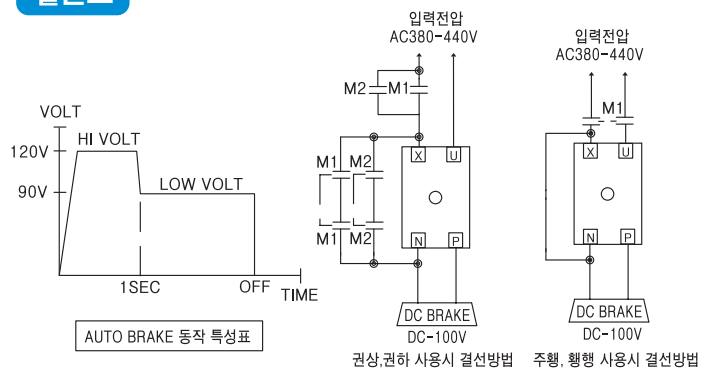 VOLT
HI VOLT
120V
LOW VOLT
90V
1SEC
OFF
TIME
AUTO BRAKE 동작 특성표
입력전압
AC380-440V
M2
M1
M1
M2
X
U
M1
M2
N
P
DC BRAKE
DC-100V
권상,권하 사용시 결선방법
입력전압
AC380-440V
M1
X
U
N
P
DC BRAKE
DC-100V
주행, 횡행 사용시 결선방법